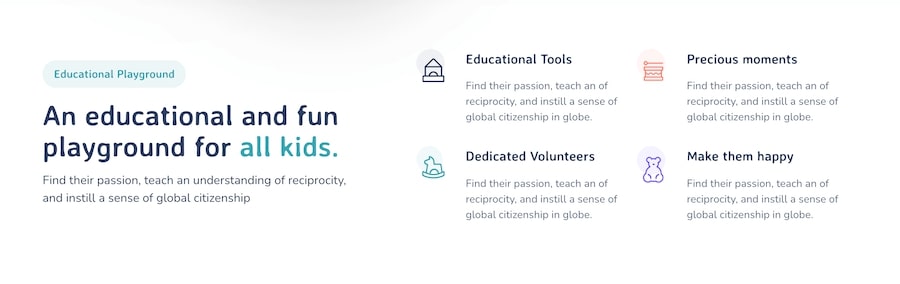 Educational Playground
An educational and fun
playground for all kids.
Find their passion, teach an understanding of reciprocity,
and instill a sense of global citizenship
Educational Tools
Find their passion, teach an of
reciprocity, and instill a sense of
global citizenship in globe.
Precious moments
Find their passion, teach an of
reciprocity, and instill a sense of
global citizenship in globe.
Dedicated Volunteers
Find their passion, teach an of
reciprocity, and instill a sense of
global citizenship in globe.
Make them happy
Find their passion, teach an of
reciprocity, and instill a sense of
global citizenship in globe.